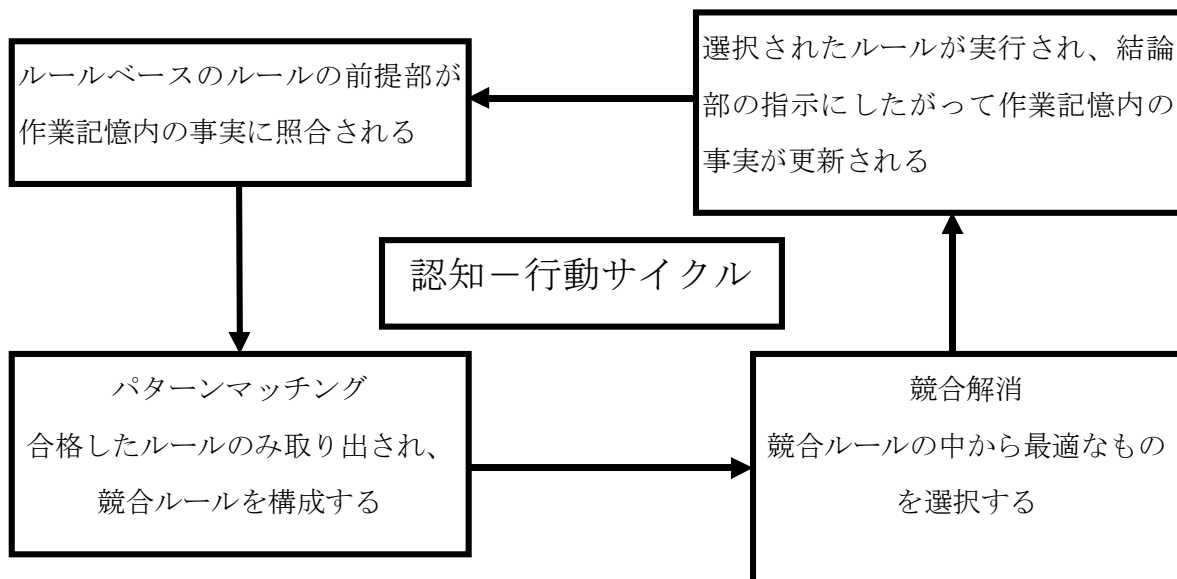 ルールベースのルールの前提部が
作業記憶内の事実に照合される
選択されたルールが実行され、結論
部の指示にしたがって作業記憶内の
事実が更新される
認知－行動サイクル
パターンマッチング
合格したルールのみ取り出され、
競合ルールを構成する
競合解消
競合ルールの中から最適なもの
を選択する